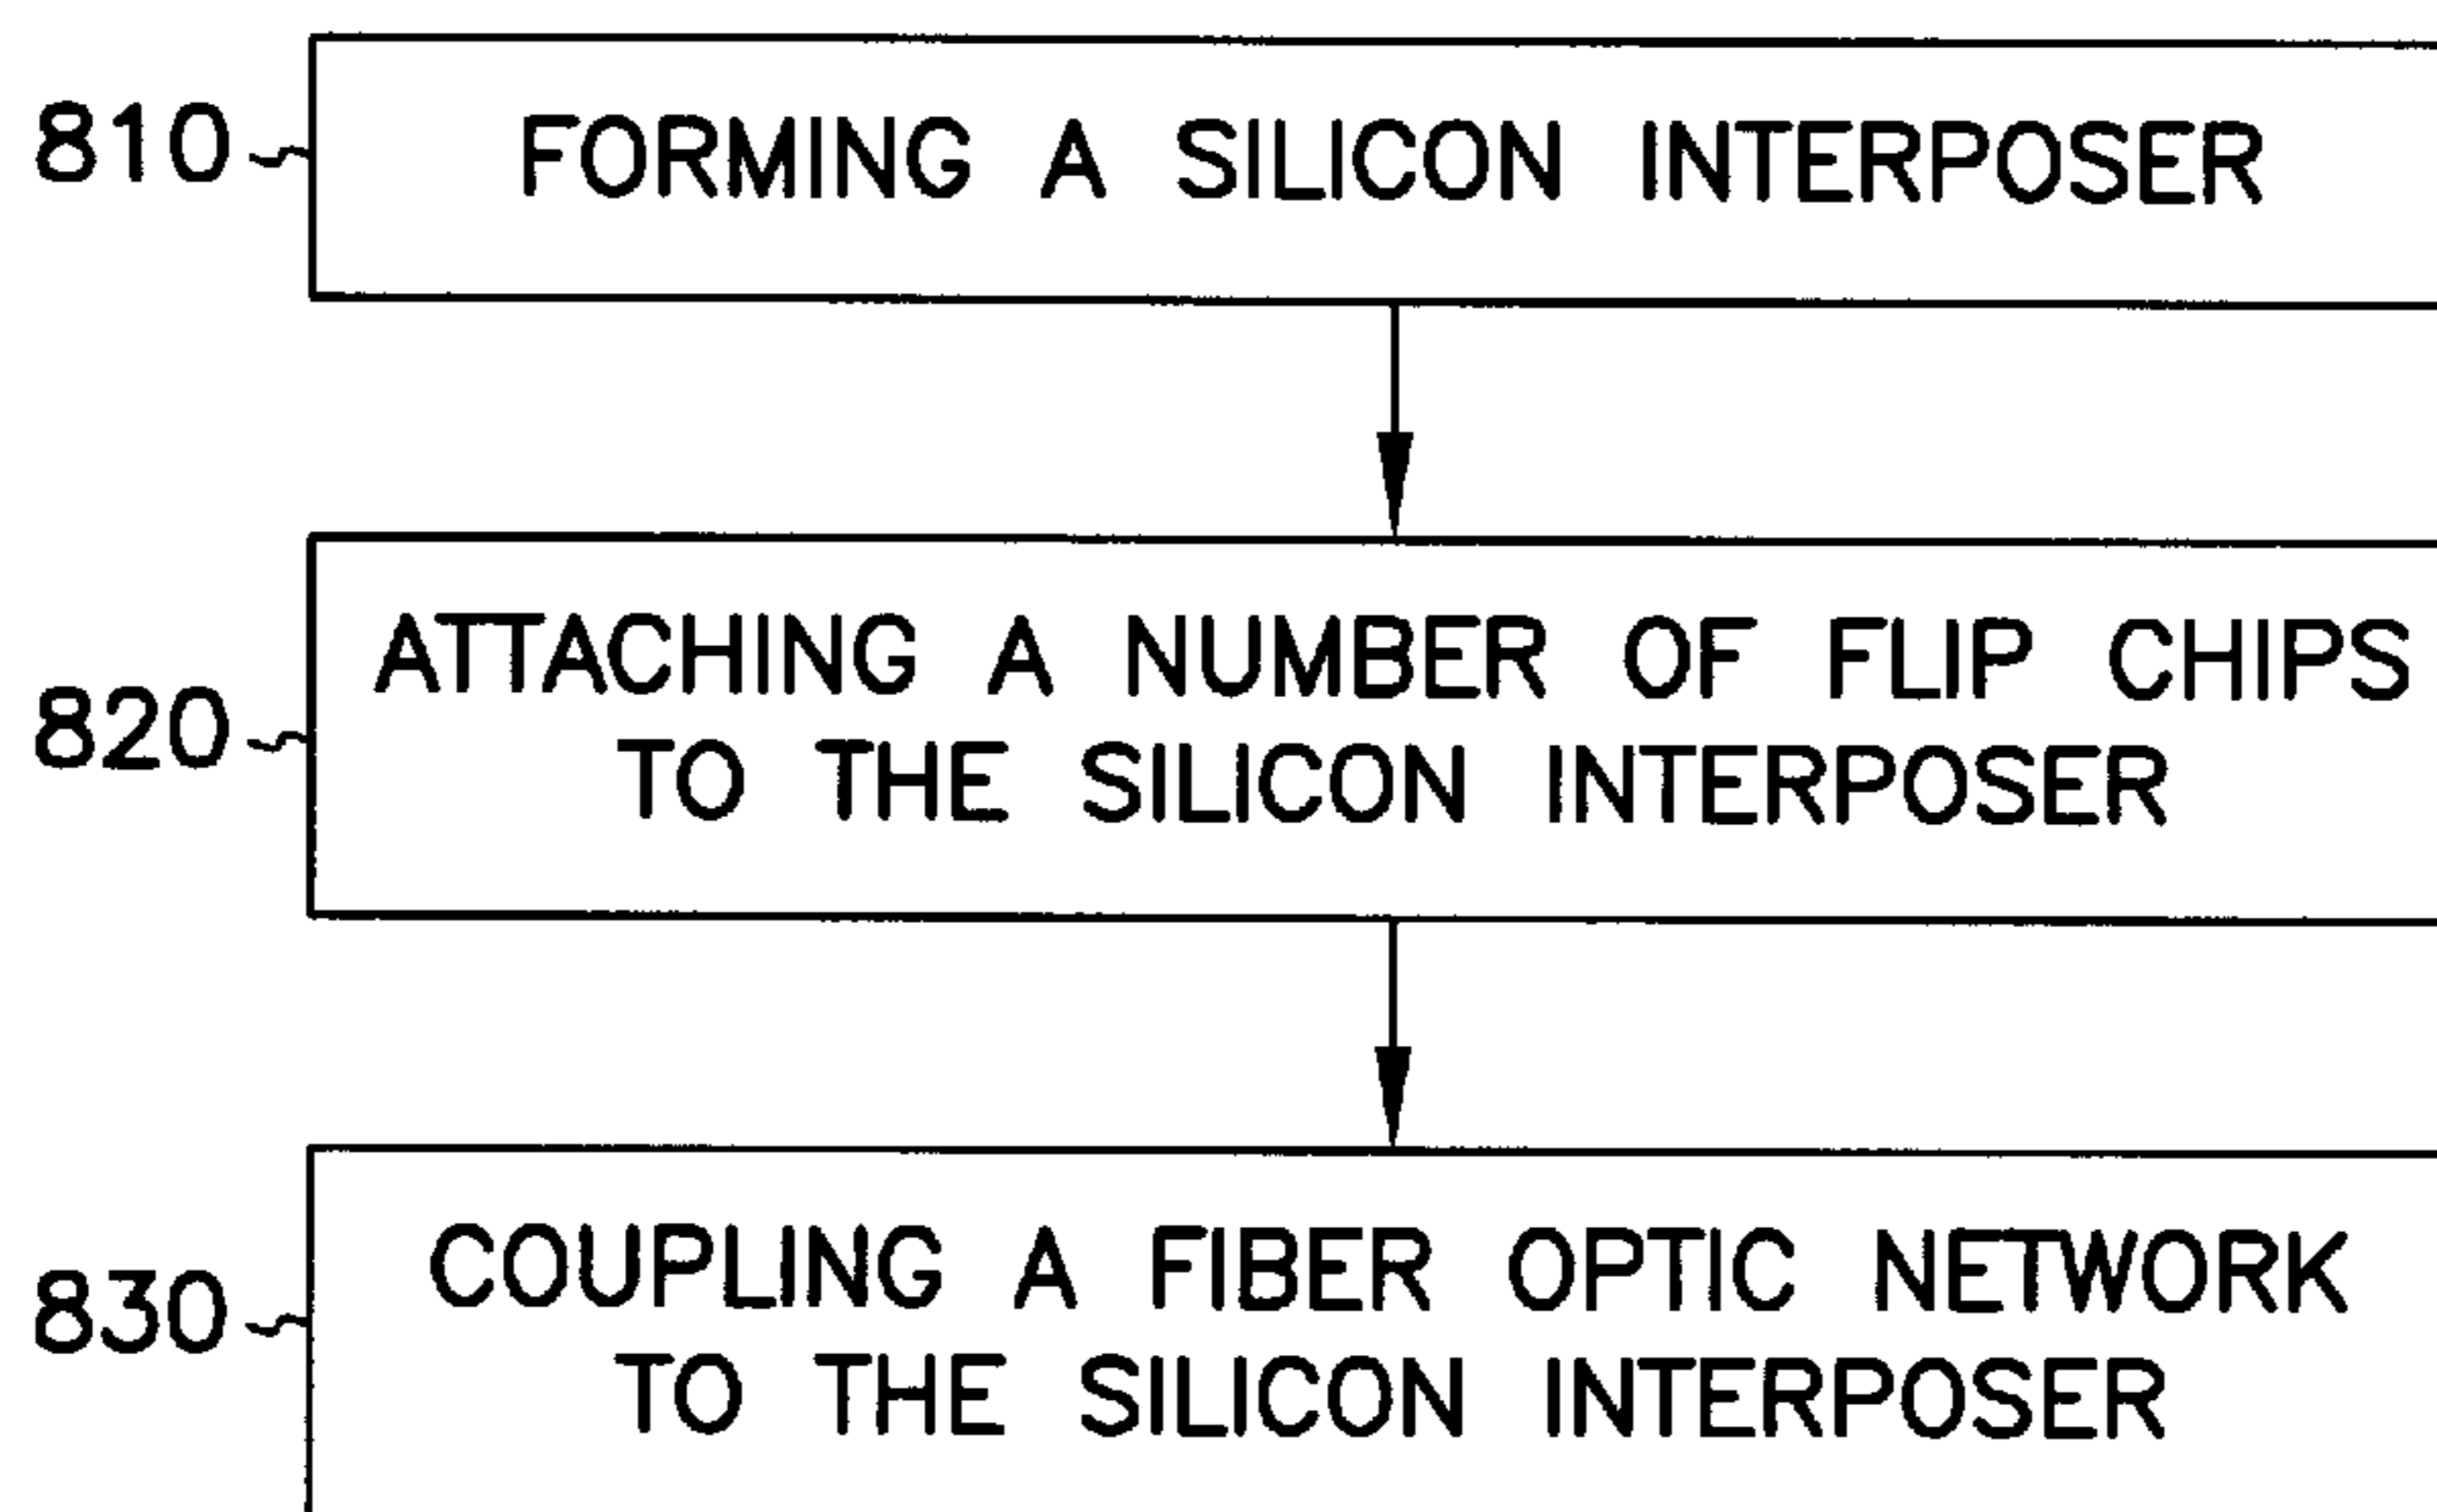 810
FORMING A SILICON INTERPOSER
820
ATTACHING A NUMBER OF FLIP CHIPS
TO THE SILICON INTERPOSER
830
COUPLING A FIBER OPTIC NETWORK
TO THE SILICON INTERPOSER